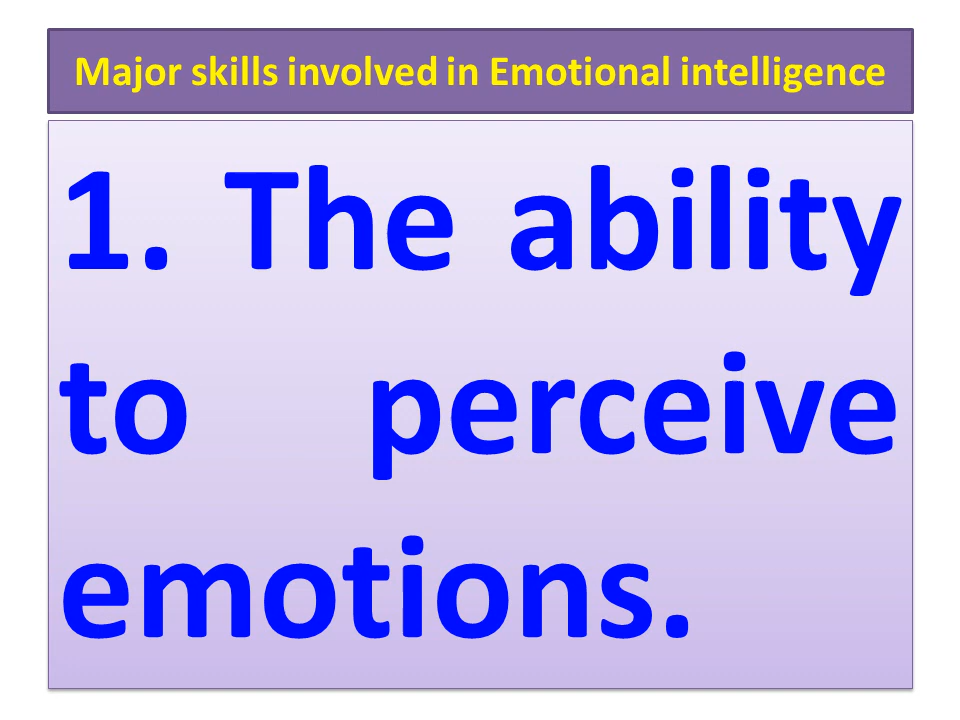 Major skills involved in Emotional intelligence
1. The ability
to perceive
emotions.